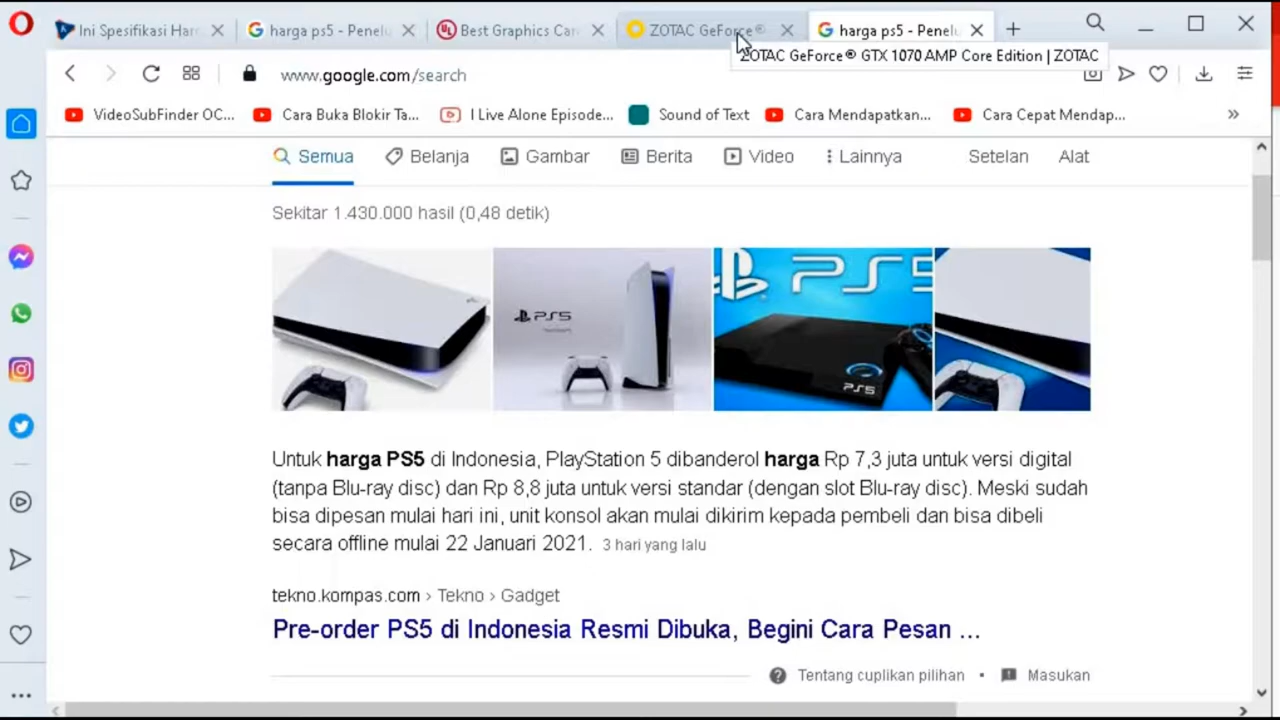 Ini Spesifikasi Har
harga ps5 - Penelu
Best Graphics Car
ZOTAC GeForce®
harga ps5 - Penelu
ZOTAC GeForce® GTX 1070 AMP Core Edition | ZOTAC
www.google.com/search
VideoSubFinder OC...
Cara Buka Blokir Ta...
I Live Alone Episode...
Sound of Text
Cara Mendapatkan...
Cara Cepat Mendap...
Semua
Belanja
Gambar
Berita
Video
Lainnya
Setelan
Alat
Sekitar 1.430.000 hasil (0,48 detik)
PS5
PS5
PS5
Untuk harga PS5 di Indonesia, PlayStation 5 dibanderol harga Rp 7,3 juta untuk versi digital
(tanpa Blu-ray disc) dan Rp 8,8 juta untuk versi standar (dengan slot Blu-ray disc). Meski sudah
bisa dipesan mulai hari ini, unit konsol akan mulai dikirim kepada pembeli dan bisa dibeli
secara offline mulai 22 Januari 2021. 3 hari yang lalu
tekno.kompas.com › Tekno › Gadget
Pre-order PS5 di Indonesia Resmi Dibuka, Begini Cara Pesan ...
Tentang cuplikan pilihan • Masukan